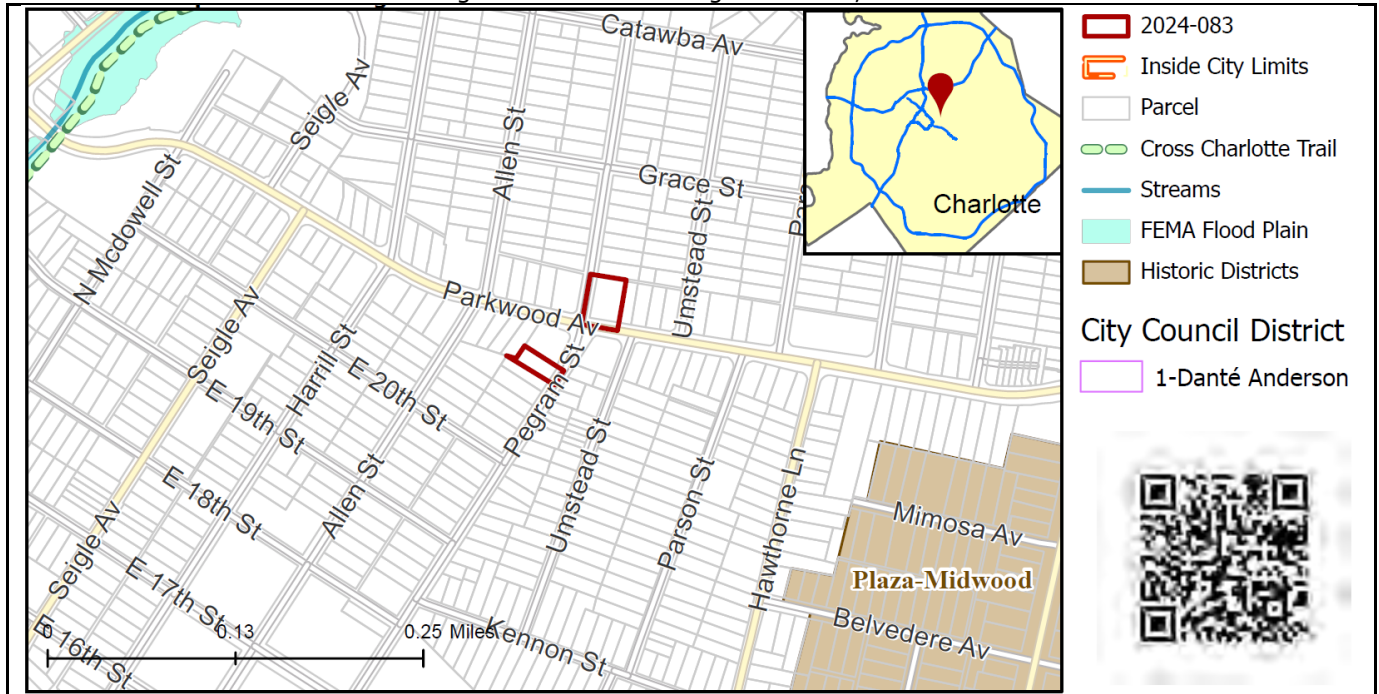 Catawba Av
Seigle Av
Allen St
Grace St
Umstead St
N Mcdowell St
Parkwood Av
Seigle Av
Harrill St
E 20th St
Pegram St
E 19th St
Umstead St
Parson St
Hawthorne Ln
Allen St
E 18th St
Mimosa Av
Seigle Av
E 17th St
Plaza-Midwood
Belvedere Av
Kennon St
E 16th St
0 0.13 0.25 Miles
Charlotte
2024-083
Inside City Limits
Parcel
Cross Charlotte Trail
Streams
FEMA Flood Plain
Historic Districts
City Council District
1-Danté Anderson